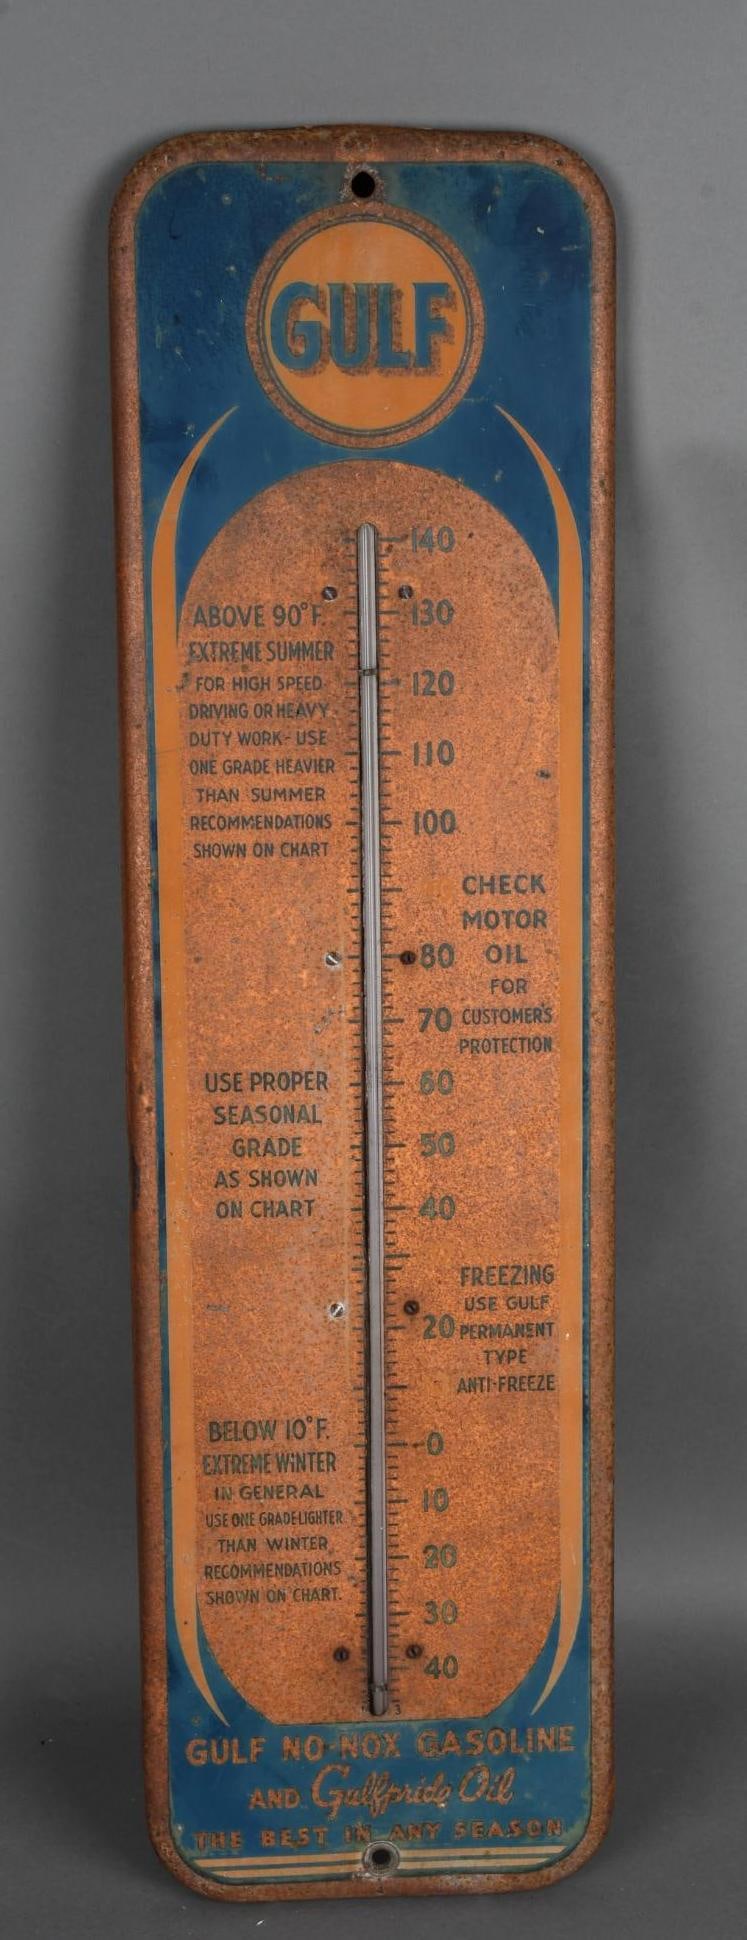 GULF
140
ABOVE 90°F.
130
EXTREME SUMMER
FOR HIGH SPEED
120
DRIVING OR HEAVY
DUTY WORK - USE
110
ONE GRADE HEAVIER
THAN SUMMER
RECOMMENDATIONS
100
SHOWN ON CHART
CHECK
MOTOR
OIL
80
FOR
CUSTOMER'S
70
PROTECTION
USE PROPER
60
SEASONAL
GRADE
50
AS SHOWN
ON CHART
40
FREEZING
USE GULF
20
PERMANENT
TYPE
ANTI-FREEZE
BELOW 10°F.
0
EXTREME WINTER
IN GENERAL
10
USE ONE GRADE LIGHTER
THAN WINTER
20
RECOMMENDATIONS
SHOWN ON CHART.
30
40
3
GULF NO-NOX GASOLINE
AND Gulfpride Oil
THE BEST IN ANY SEASON